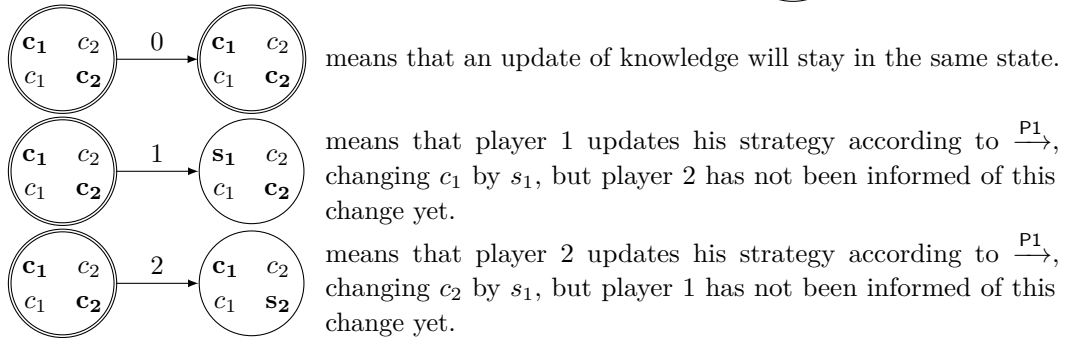 c₁ c₂ 0 c₁ c₂
c₁ c₂ c₁ c₂
means that an update of knowledge will stay in the same state.
c₁ c₂ 1 s₁ c₂
c₁ c₂ c₁ c₂
means that player 1 updates his strategy according to P1⟶,
changing c₁ by s₁, but player 2 has not been informed of this
change yet.
c₁ c₂ 2 c₁ c₂
c₁ c₂ c₁ s₂
means that player 2 updates his strategy according to P1⟶,
changing c₂ by s₁, but player 1 has not been informed of this
change yet.